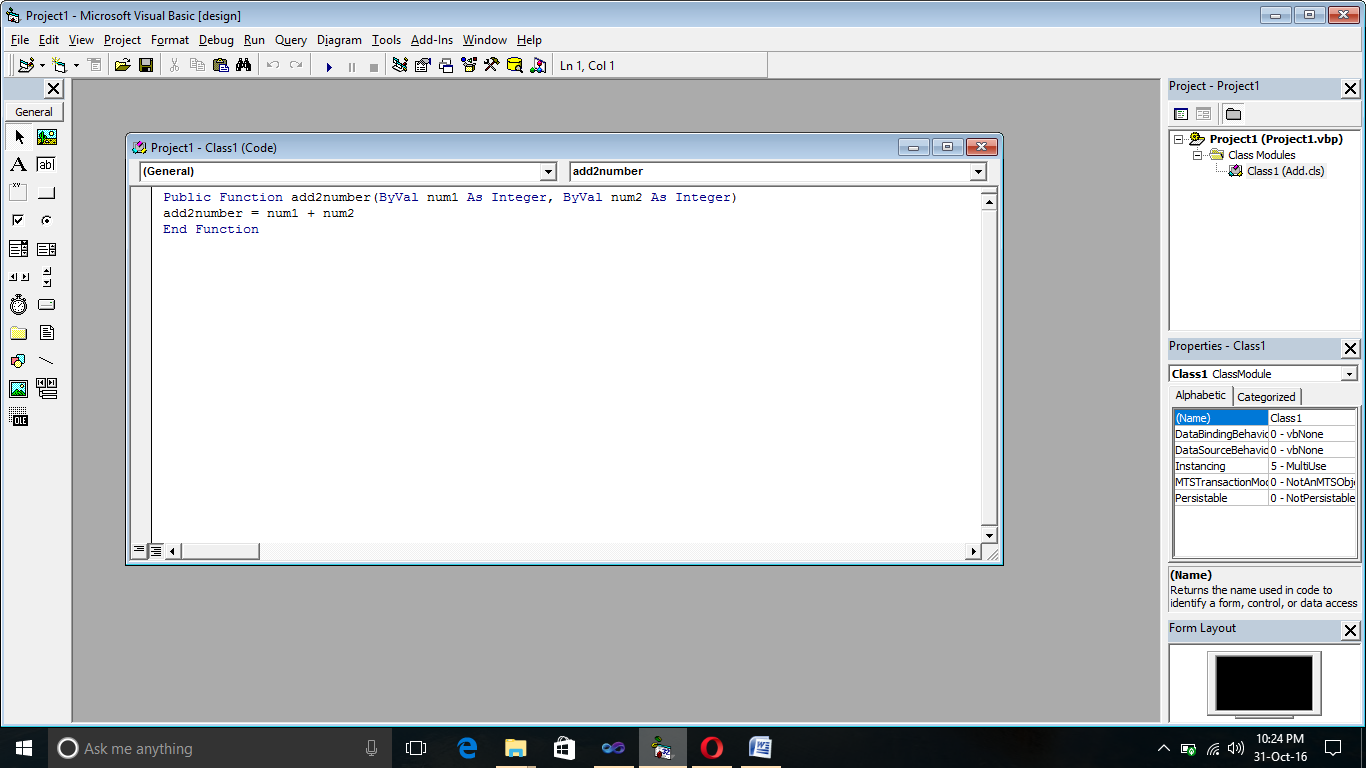 Project1 - Microsoft Visual Basic [design]
File Edit View Project Format Debug Run Query Diagram Tools Add-Ins Window Help
Ln 1, Col 1
General
A ab|
XY
OLE
Project1 - Class1 (Code)
(General) add2number
Public Function add2number(ByVal num1 As Integer, ByVal num2 As Integer)
add2number = num1 + num2
End Function
Project - Project1
Project1 (Project1.vbp)
Class Modules
Class1 (Add.cls)
Properties - Class1
Class1 ClassModule
Alphabetic Categorized
(Name) Class1
DataBindingBehavio 0 - vbNone
DataSourceBehavio 0 - vbNone
Instancing 5 - MultiUse
MTSTransactionMod 0 - NotAnMTSObj
Persistable 0 - NotPersistable
(Name)
Returns the name used in code to
identify a form, control, or data access
Form Layout
Ask me anything
10:24 PM
31-Oct-16